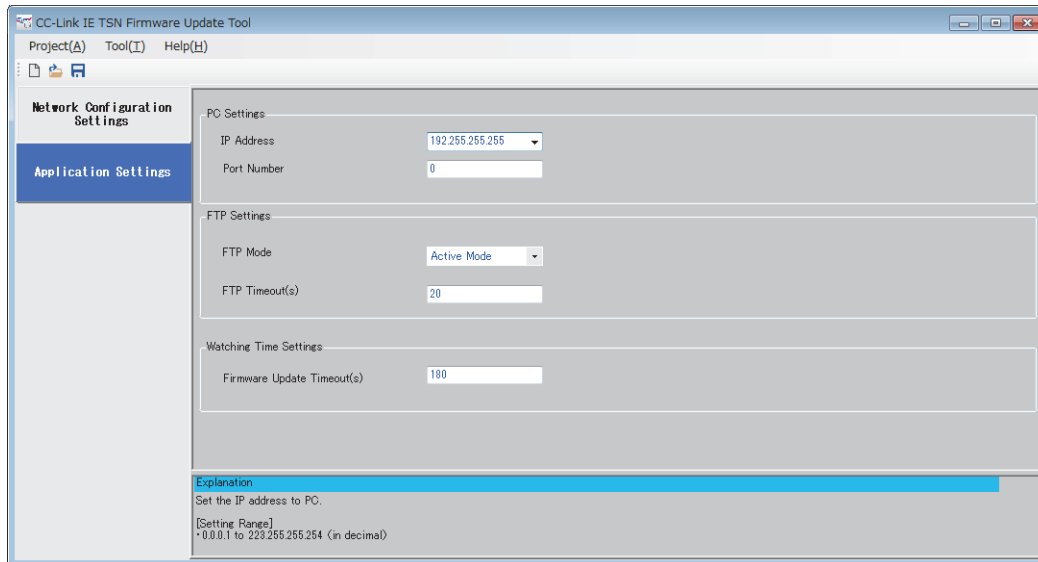 CC-Link IE TSN Firmware Update Tool
Project(A) Tool(T) Help(H)
Network Configuration
Settings
Application Settings
PC Settings
IP Address 192.255.255.255
Port Number 0
FTP Settings
FTP Mode Active Mode
FTP Timeout(s) 20
Watching Time Settings
Firmware Update Timeout(s) 180
Explanation
Set the IP address to PC.
[Setting Range]
・0.0.0.1 to 223.255.255.254 (in decimal)